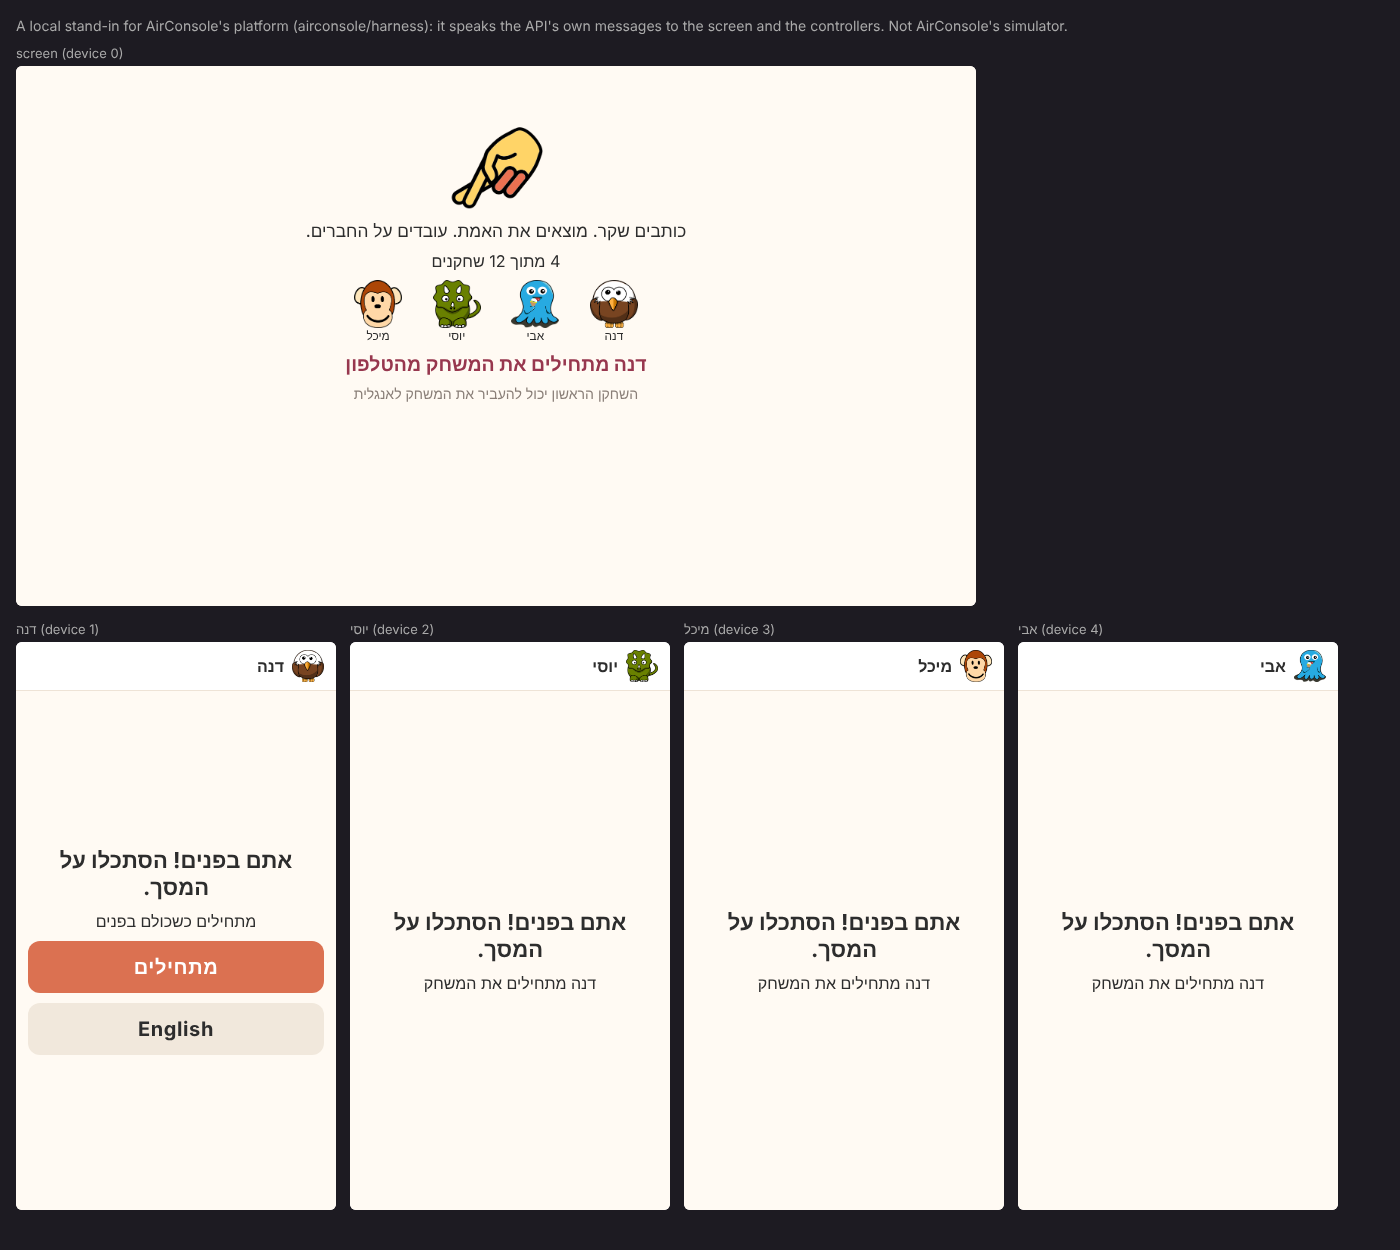 A local stand-in for AirConsole's platform (airconsole/harness): it speaks the API's own messages to the screen and the controllers. Not AirConsole's simulator.
screen (device 0)
כותבים שקר. מוצאים את האמת. עובדים על החברים.
4 מתוך 12 שחקנים
דנה
אבי
יוסי
מיכל
דנה מתחילים את המשחק מהטלפון
השחקן הראשון יכול להעביר את המשחק לאנגלית
דנה (device 1)
דנה
אתם בפנים! הסתכלו על
המסך.
מתחילים כשכולם בפנים
מתחילים
English
יוסי (device 2)
יוסי
אתם בפנים! הסתכלו על
המסך.
דנה מתחילים את המשחק
מיכל (device 3)
מיכל
אתם בפנים! הסתכלו על
המסך.
דנה מתחילים את המשחק
אבי (device 4)
אבי
אתם בפנים! הסתכלו על
המסך.
דנה מתחילים את המשחק